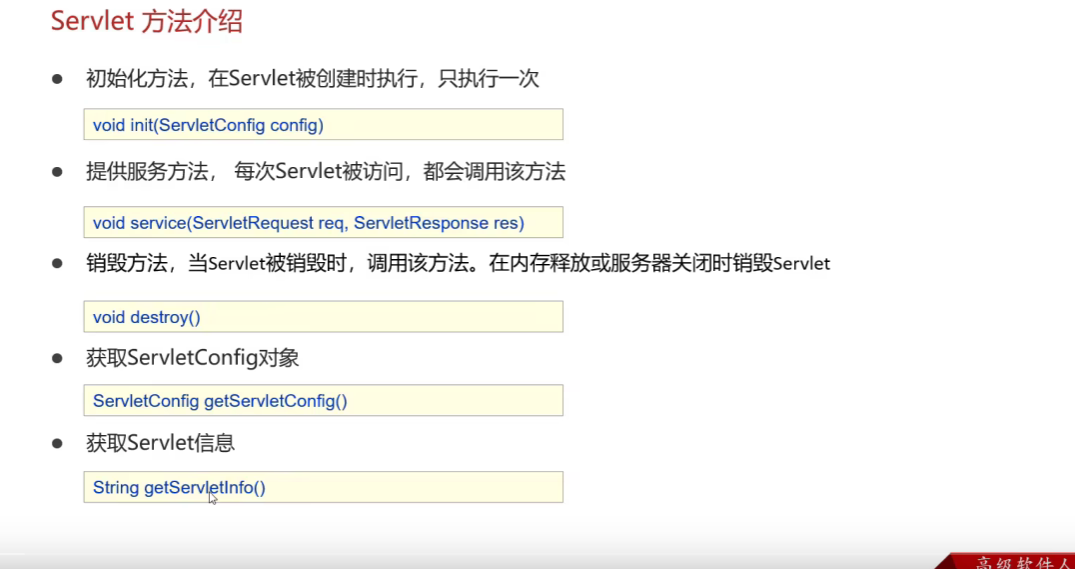 Servlet 方法介绍
● 初始化方法，在Servlet被创建时执行，只执行一次
void init(ServletConfig config)
● 提供服务方法， 每次Servlet被访问，都会调用该方法
void service(ServletRequest req, ServletResponse res)
● 销毁方法，当Servlet被销毁时，调用该方法。在内存释放或服务器关闭时销毁Servlet
void destroy()
● 获取ServletConfig对象
ServletConfig getServletConfig()
● 获取Servlet信息
String getServletInfo()
高级软件人